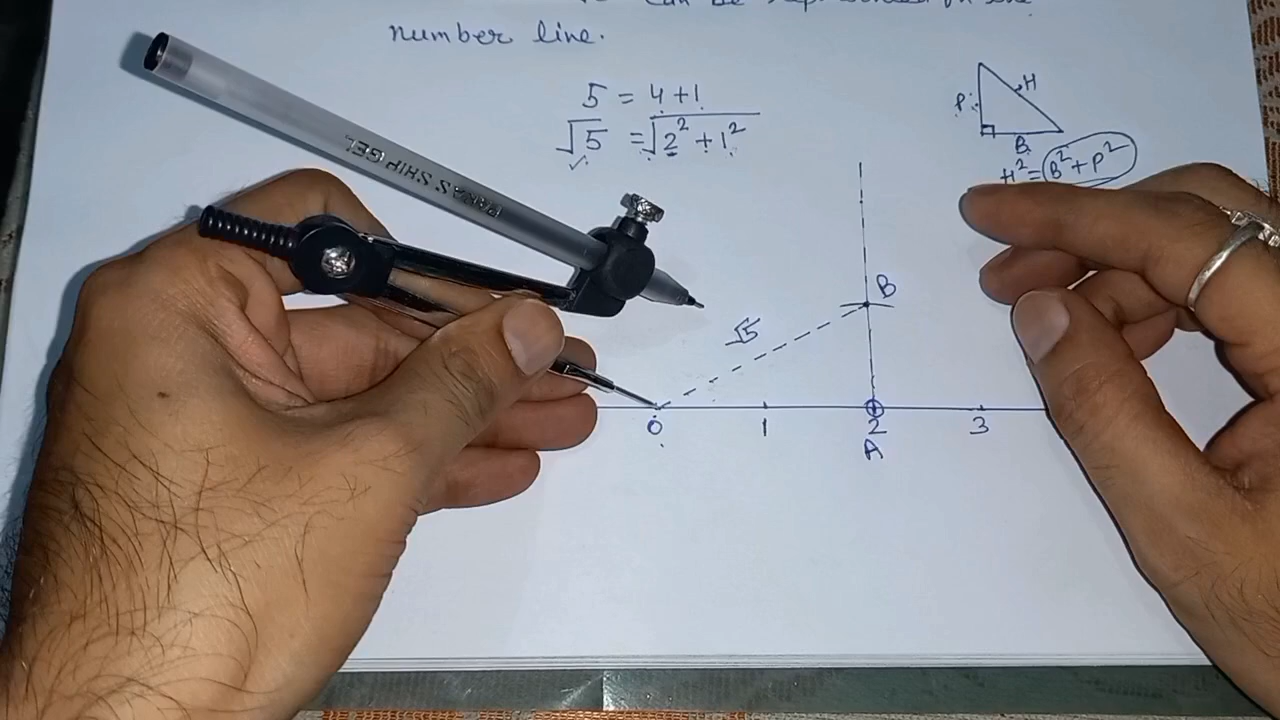 number line.
5 = 4 + 1
√5 = √2² + 1²
P
H
B
H² = B² + P²
PARAS SHIP GEL
B
√5
0 1 2 3
A